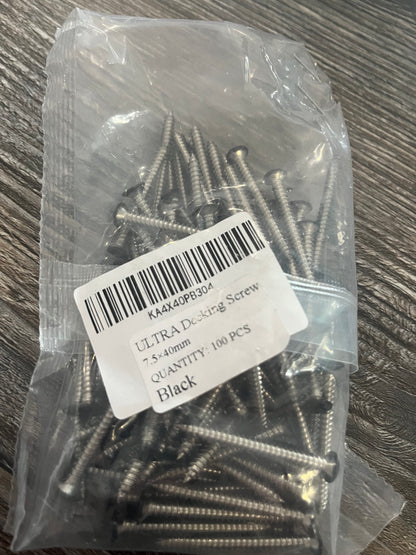 KA4X40PB304
ULTRA Decking Screw
7.5*40mm
QUANTITY: 100 PCS
Black